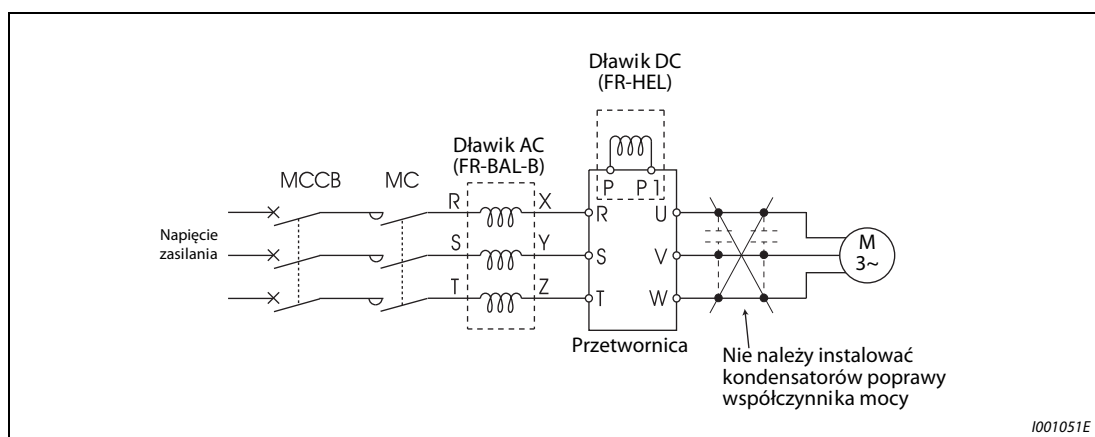 Dławik DC
(FR-HEL)
Dławik AC
(FR-BAL-B)
MCCB
MC
P P1
R X R U
Napięcie
zasilania
S Y S V
M
3~
T Z T W
Przetwornica
Nie należy instalować
kondensatorów poprawy
współczynnika mocy
I001051E